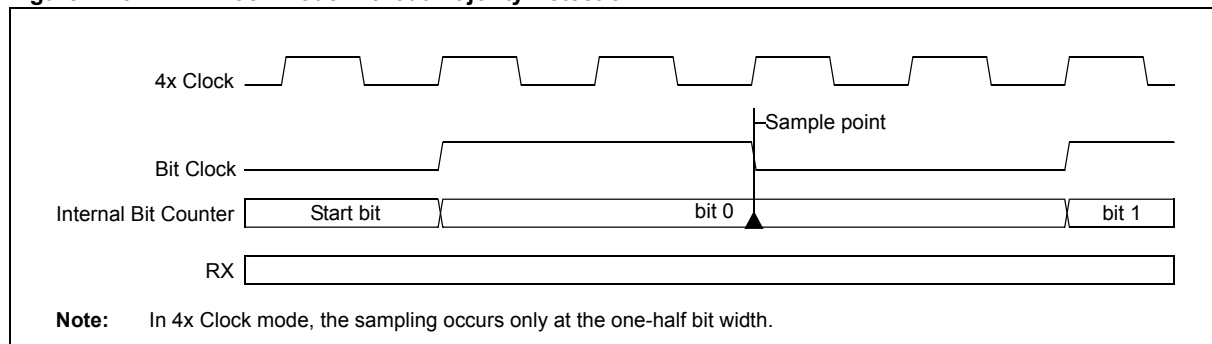 4x Clock
Sample point
Bit Clock
Internal Bit Counter Start bit bit 0 bit 1
RX
Note: In 4x Clock mode, the sampling occurs only at the one-half bit width.